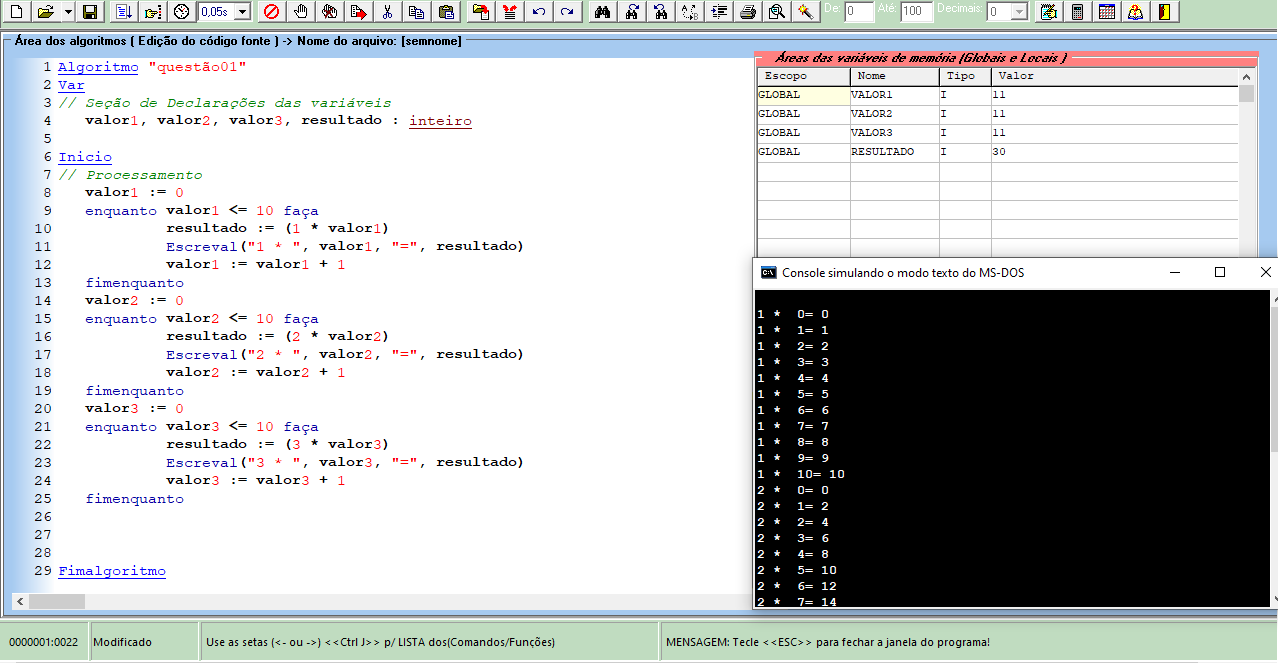 0,05s De: 0 Até: 100 Decimais: 0
Área dos algoritmos ( Edição do código fonte ) -> Nome do arquivo: [semnome]
1 Algoritmo "questão01"
2 Var
3 // Seção de Declarações das variáveis
4 valor1, valor2, valor3, resultado : inteiro
5
6 Inicio
7 // Processamento
8 valor1 := 0
9 enquanto valor1 <= 10 faça
10 resultado := (1 * valor1)
11 Escreval("1 * ", valor1, "=", resultado)
12 valor1 := valor1 + 1
13 fimenquanto
14 valor2 := 0
15 enquanto valor2 <= 10 faça
16 resultado := (2 * valor2)
17 Escreval("2 * ", valor2, "=", resultado)
18 valor2 := valor2 + 1
19 fimenquanto
20 valor3 := 0
21 enquanto valor3 <= 10 faça
22 resultado := (3 * valor3)
23 Escreval("3 * ", valor3, "=", resultado)
24 valor3 := valor3 + 1
25 fimenquanto
26
27
28
29 Fimalgoritmo
Áreas das variáveis de memória (Globais e Locais )
Escopo Nome Tipo Valor
GLOBAL VALOR1 I 11
GLOBAL VALOR2 I 11
GLOBAL VALOR3 I 11
GLOBAL RESULTADO I 30
Console simulando o modo texto do MS-DOS
1 * 0= 0
1 * 1= 1
1 * 2= 2
1 * 3= 3
1 * 4= 4
1 * 5= 5
1 * 6= 6
1 * 7= 7
1 * 8= 8
1 * 9= 9
1 * 10= 10
2 * 0= 0
2 * 1= 2
2 * 2= 4
2 * 3= 6
2 * 4= 8
2 * 5= 10
2 * 6= 12
2 * 7= 14
0000001:0022 Modificado Use as setas (<- ou ->) <<Ctrl J>> p/ LISTA dos(Comandos/Funções) MENSAGEM: Tecle <<ESC>> para fechar a janela do programa!